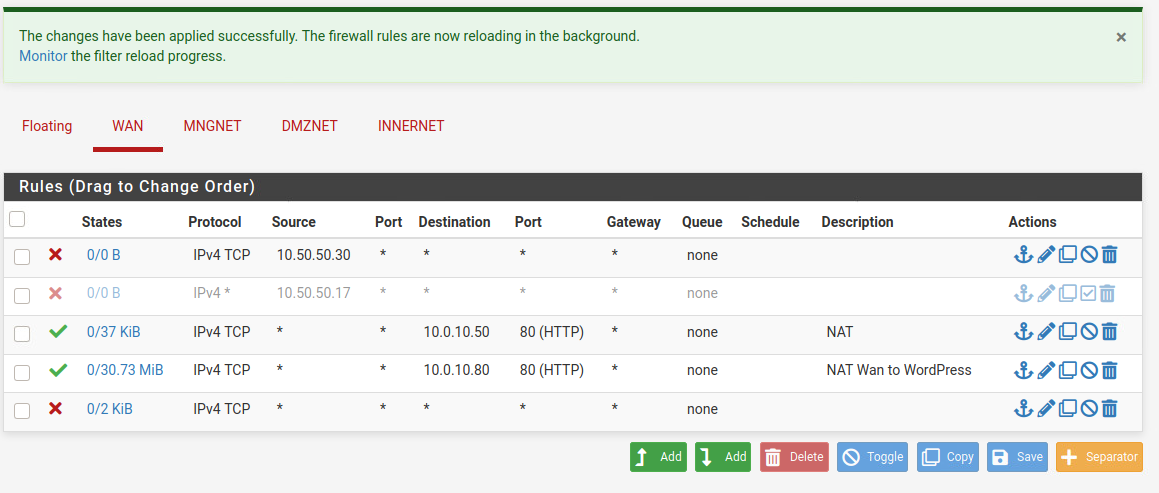 The changes have been applied successfully. The firewall rules are now reloading in the background.
Monitor the filter reload progress.
×
Floating WAN MNGNET DMZNET INNERNET
Rules (Drag to Change Order)
States Protocol Source Port Destination Port Gateway Queue Schedule Description Actions
0/0 B IPv4 TCP 10.50.50.30 * * * * none
0/0 B IPv4 * 10.50.50.17 * * * * none
0/37 KiB IPv4 TCP * * 10.0.10.50 80 (HTTP) * none NAT
0/30.73 MiB IPv4 TCP * * 10.0.10.80 80 (HTTP) * none NAT Wan to WordPress
0/2 KiB IPv4 TCP * * * * * none
Add Add Delete Toggle Copy Save Separator